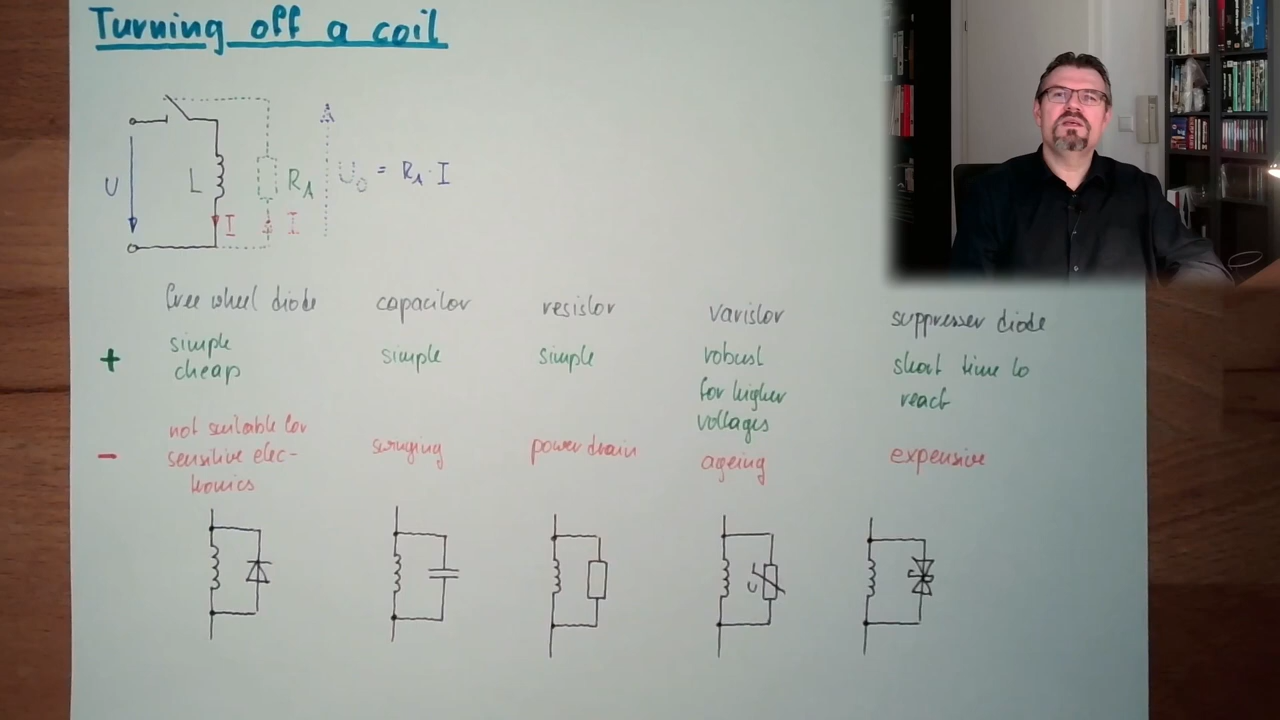 Turning off a coil
U
L
I
R_A
I
U_0 = R_A · I
free wheel diode
capacitor
resistor
varistor
suppresser diode
+
simple
cheap
simple
simple
robust
for higher
voltages
short time to
react
-
not suitable for
sensitive elec-
tronics
surging
power drain
ageing
expensive
U